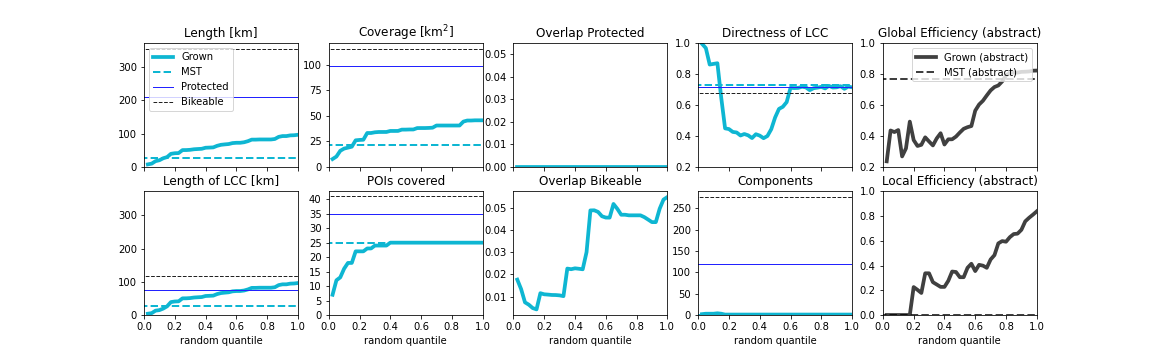 Length [km]
Coverage [km²]
Overlap Protected
Directness of LCC
Global Efficiency (abstract)
300
200
100
0
Grown
MST
Protected
Bikeable
100
75
50
25
0
0.05
0.04
0.03
0.02
0.01
0.00
1.0
0.8
0.6
0.4
0.2
1.0
0.8
0.6
0.4
0.2
Grown (abstract)
MST (abstract)
Length of LCC [km]
POIs covered
Overlap Bikeable
Components
Local Efficiency (abstract)
300
200
100
0
0.0 0.2 0.4 0.6 0.8 1.0
random quantile
40
35
30
25
20
15
10
5
0
0.0 0.2 0.4 0.6 0.8 1.0
random quantile
0.05
0.04
0.03
0.02
0.01
0.0 0.2 0.4 0.6 0.8 1.0
random quantile
250
200
150
100
50
0
0.0 0.2 0.4 0.6 0.8 1.0
random quantile
1.0
0.8
0.6
0.4
0.2
0.0
0.0 0.2 0.4 0.6 0.8 1.0
random quantile